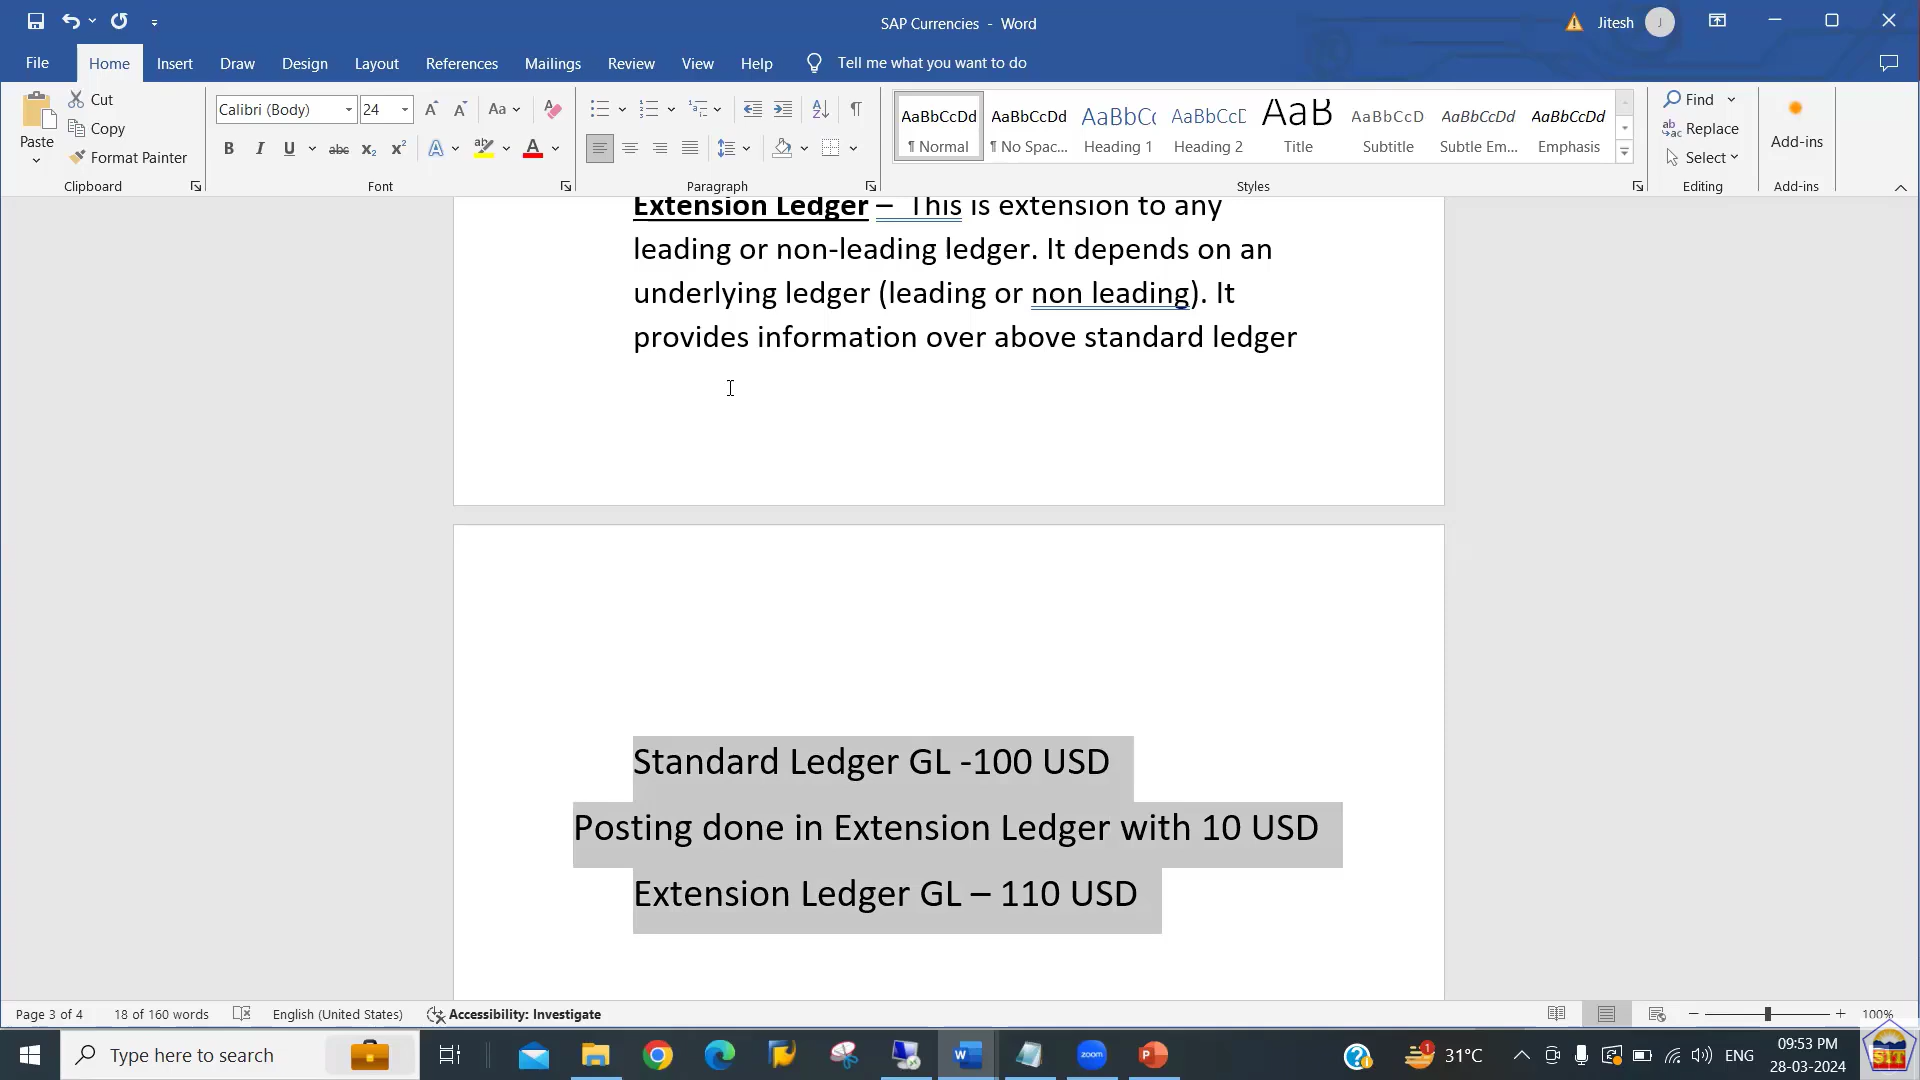 SAP Currencies - Word
Jitesh
J
File
Home
Insert
Draw
Design
Layout
References
Mailings
Review
View
Help
Tell me what you want to do
Paste
Cut
Copy
Format Painter
Clipboard
Calibri (Body)
24
Font
Paragraph
AaBbCcDd
¶ Normal
AaBbCcDd
¶ No Spac...
AaBbCc
Heading 1
AaBbCcC
Heading 2
AaB
Title
AaBbCcD
Subtitle
AaBbCcDd
Subtle Em...
AaBbCcDd
Emphasis
Styles
Find
Replace
Select
Editing
Add-ins
Add-ins
Extension Ledger – This is extension to any
leading or non-leading ledger. It depends on an
underlying ledger (leading or non leading). It
provides information over above standard ledger
Standard Ledger GL -100 USD
Posting done in Extension Ledger with 10 USD
Extension Ledger GL – 110 USD
Page 3 of 4
18 of 160 words
English (United States)
Accessibility: Investigate
100%
Type here to search
zoom
1
31°C
ENG
09:53 PM
28-03-2024
SIT